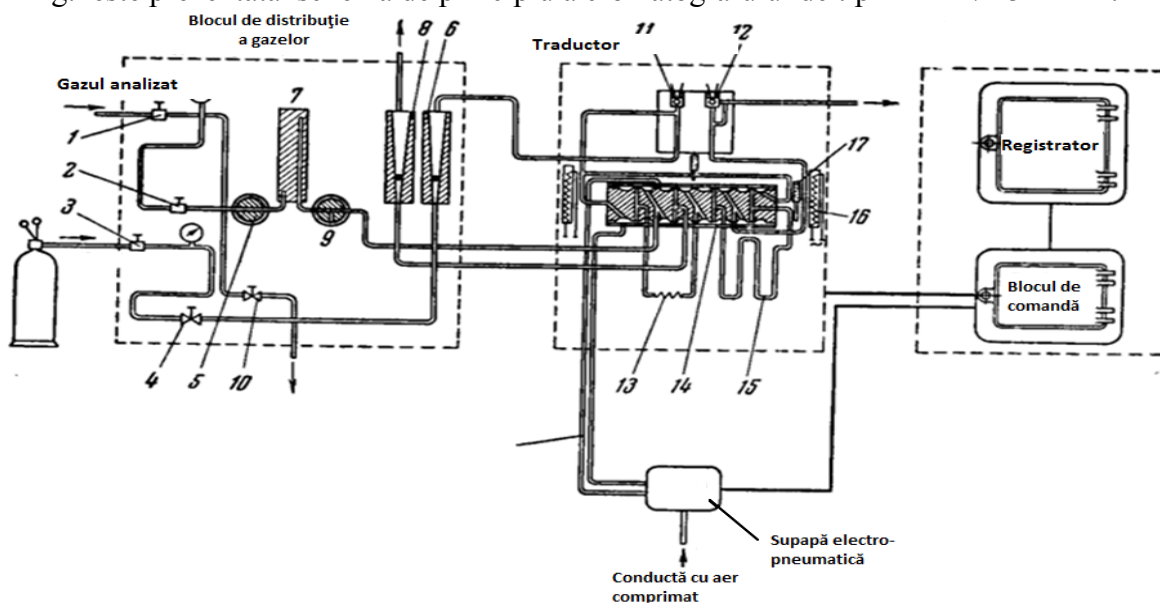 Blocul de distribuţie
a gazelor
8
6
Traductor
11
12
Gazul analizat
7
1
17
Registrator
2
3
9
16
Blocul de
comandă
4
5
10
13
14
15
Supapă electro-
pneumatică
Conductă cu aer
comprimat